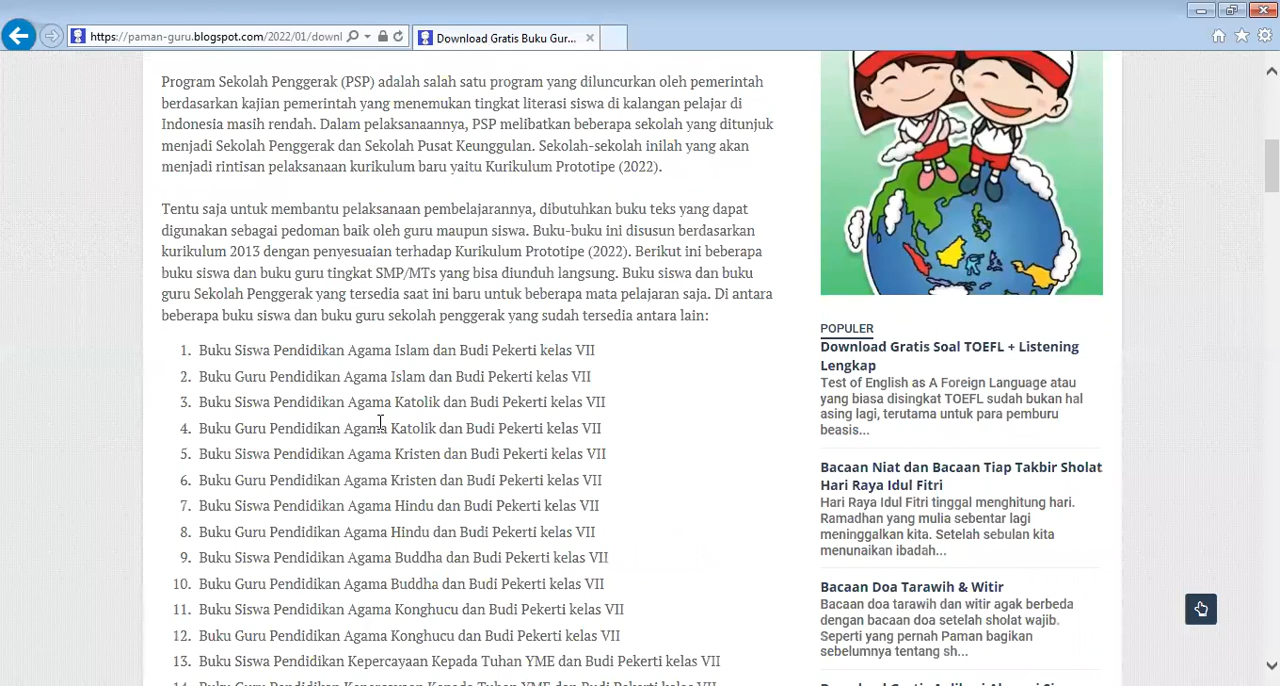 https://paman-guru.blogspot.com/2022/01/downl
Download Gratis Buku Gur...
Program Sekolah Penggerak (PSP) adalah salah satu program yang diluncurkan oleh pemerintah
berdasarkan kajian pemerintah yang menemukan tingkat literasi siswa di kalangan pelajar di
Indonesia masih rendah. Dalam pelaksanaannya, PSP melibatkan beberapa sekolah yang ditunjuk
menjadi Sekolah Penggerak dan Sekolah Pusat Keunggulan. Sekolah-sekolah inilah yang akan
menjadi rintisan pelaksanaan kurikulum baru yaitu Kurikulum Prototipe (2022).
Tentu saja untuk membantu pelaksanaan pembelajarannya, dibutuhkan buku teks yang dapat
digunakan sebagai pedoman baik oleh guru maupun siswa. Buku-buku ini disusun berdasarkan
kurikulum 2013 dengan penyesuaian terhadap Kurikulum Prototipe (2022). Berikut ini beberapa
buku siswa dan buku guru tingkat SMP/MTs yang bisa diunduh langsung. Buku siswa dan buku
guru Sekolah Penggerak yang tersedia saat ini baru untuk beberapa mata pelajaran saja. Di antara
beberapa buku siswa dan buku guru sekolah penggerak yang sudah tersedia antara lain:
1. Buku Siswa Pendidikan Agama Islam dan Budi Pekerti kelas VII
2. Buku Guru Pendidikan Agama Islam dan Budi Pekerti kelas VII
3. Buku Siswa Pendidikan Agama Katolik dan Budi Pekerti kelas VII
4. Buku Guru Pendidikan Agama Katolik dan Budi Pekerti kelas VII
5. Buku Siswa Pendidikan Agama Kristen dan Budi Pekerti kelas VII
6. Buku Guru Pendidikan Agama Kristen dan Budi Pekerti kelas VII
7. Buku Siswa Pendidikan Agama Hindu dan Budi Pekerti kelas VII
8. Buku Guru Pendidikan Agama Hindu dan Budi Pekerti kelas VII
9. Buku Siswa Pendidikan Agama Buddha dan Budi Pekerti kelas VII
10. Buku Guru Pendidikan Agama Buddha dan Budi Pekerti kelas VII
11. Buku Siswa Pendidikan Agama Konghucu dan Budi Pekerti kelas VII
12. Buku Guru Pendidikan Agama Konghucu dan Budi Pekerti kelas VII
13. Buku Siswa Pendidikan Kepercayaan Kepada Tuhan YME dan Budi Pekerti kelas VII
14. Buku Guru Pendidikan Kepercayaan Kepada Tuhan YME dan Budi Pekerti kelas VII
POPULER
Download Gratis Soal TOEFL + Listening
Lengkap
Test of English as A Foreign Language atau
yang biasa disingkat TOEFL sudah bukan hal
asing lagi, terutama untuk para pemburu
beasis...
Bacaan Niat dan Bacaan Tiap Takbir Sholat
Hari Raya Idul Fitri
Hari Raya Idul Fitri tinggal menghitung hari.
Ramadhan yang mulia sebentar lagi
meninggalkan kita. Setelah sebulan kita
menunaikan ibadah...
Bacaan Doa Tarawih & Witir
Bacaan doa tarawih dan witir agak berbeda
dengan bacaan doa setelah sholat wajib.
Seperti yang pernah Paman bagikan
sebelumnya tentang sh...